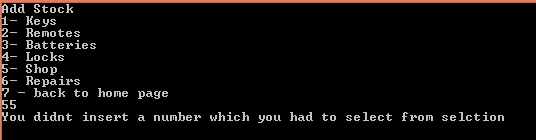 Add Stock
1- Keys
2- Remotes
3- Batteries
4- Locks
5- Shop
6- Repairs
7 - back to home page
55
You didnt insert a number which you had to select from selction